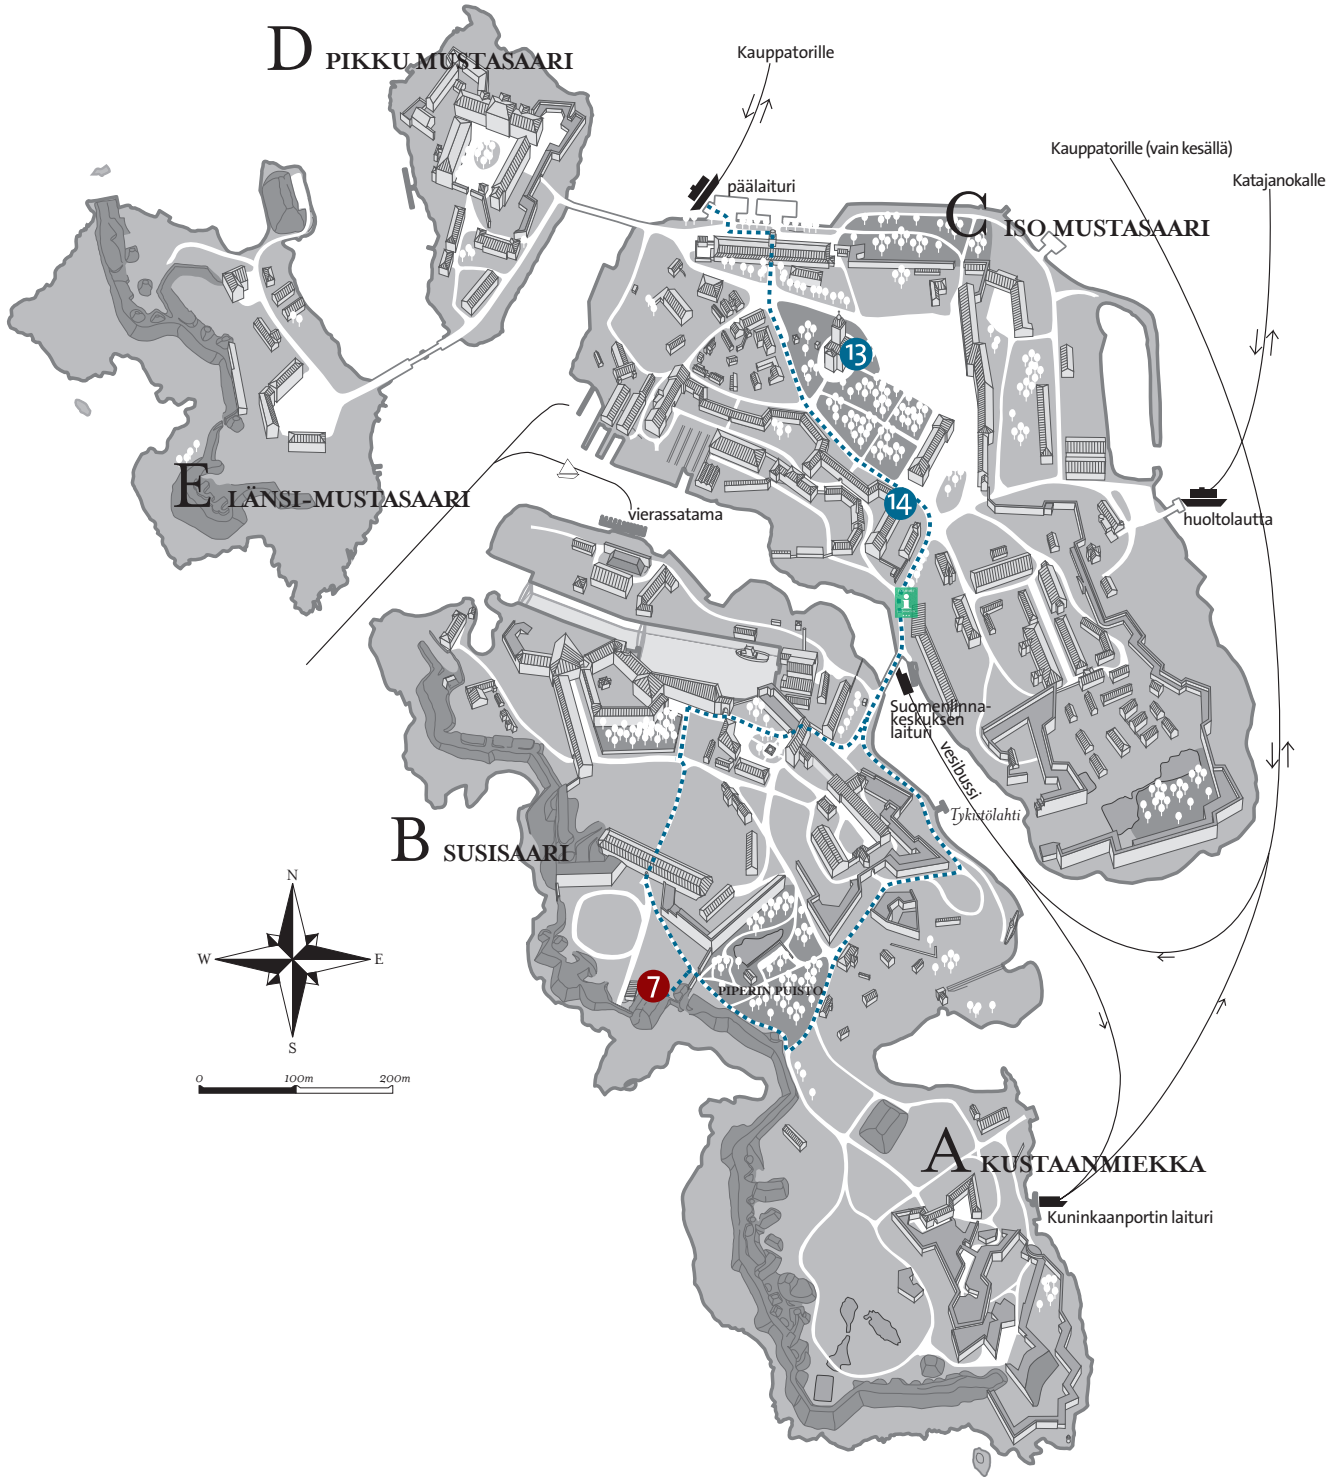 D PIKKU MUSTASAARI
Kauppatorille
Kauppatorille (vain kesällä)
Katajanokalle
päälaituri
C ISO MUSTASAARI
13
E LÄNSI-MUSTASAARI
14
vierassatama
huoltolautta
i
Suomenlinna-
keskuksen
laituri
vesibussi
Tykistölahti
B SUSISAARI
N
W
E
S
7
PIPERIN PUISTO
0 100m 200m
A KUSTAANMIEKKA
Kuninkaanportin laituri